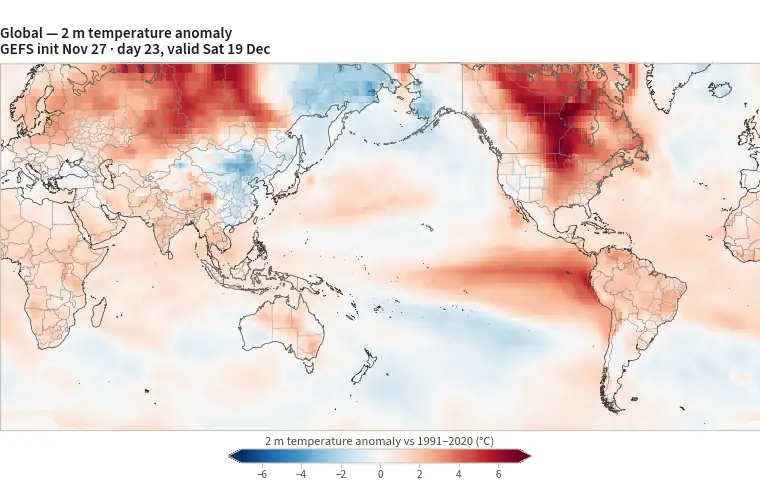 Global — 2 m temperature anomaly
GEFS init Nov 27 · day 23, valid Sat 19 Dec
2 m temperature anomaly vs 1991–2020 (°C)
−6 −4 −2 0 2 4 6